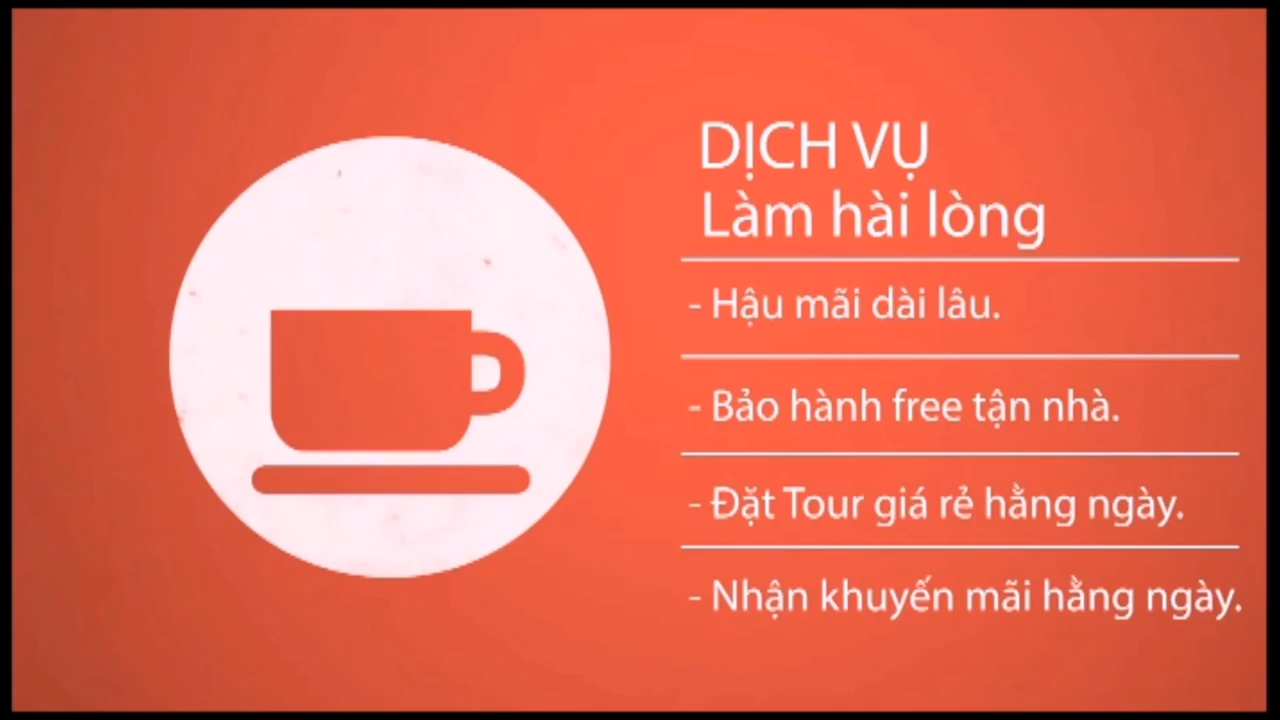 DỊCH VỤ
Làm hài lòng
- Hậu mãi dài lâu.
- Bảo hành free tận nhà.
- Đặt Tour giá rẻ hằng ngày.
- Nhận khuyến mãi hằng ngày.